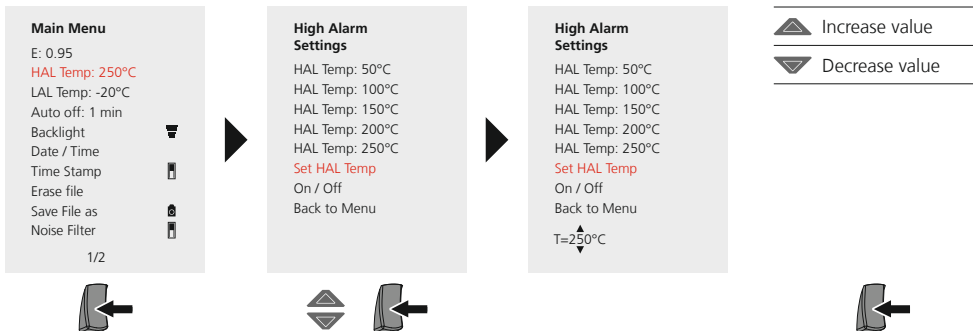 Main Menu
E: 0.95
HAL Temp: 250°C
LAL Temp: -20°C
Auto off: 1 min
Backlight
Date / Time
Time Stamp
Erase file
Save File as
Noise Filter
1/2
High Alarm
Settings
HAL Temp: 50°C
HAL Temp: 100°C
HAL Temp: 150°C
HAL Temp: 200°C
HAL Temp: 250°C
Set HAL Temp
On / Off
Back to Menu
High Alarm
Settings
HAL Temp: 50°C
HAL Temp: 100°C
HAL Temp: 150°C
HAL Temp: 200°C
HAL Temp: 250°C
Set HAL Temp
On / Off
Back to Menu
T=250°C
Increase value
Decrease value